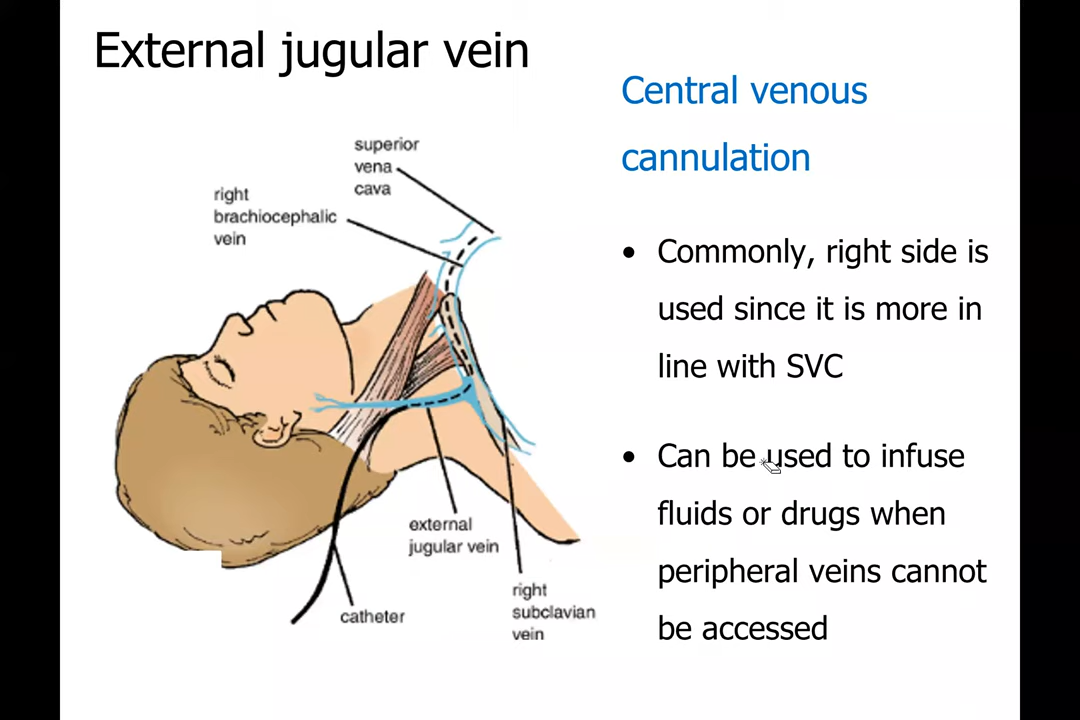 External jugular vein
Central venous
cannulation
superior
vena
cava
right
brachiocephalic
vein
external
jugular vein
catheter
right
subclavian
vein
• Commonly, right side is
used since it is more in
line with SVC
• Can be used to infuse
fluids or drugs when
peripheral veins cannot
be accessed